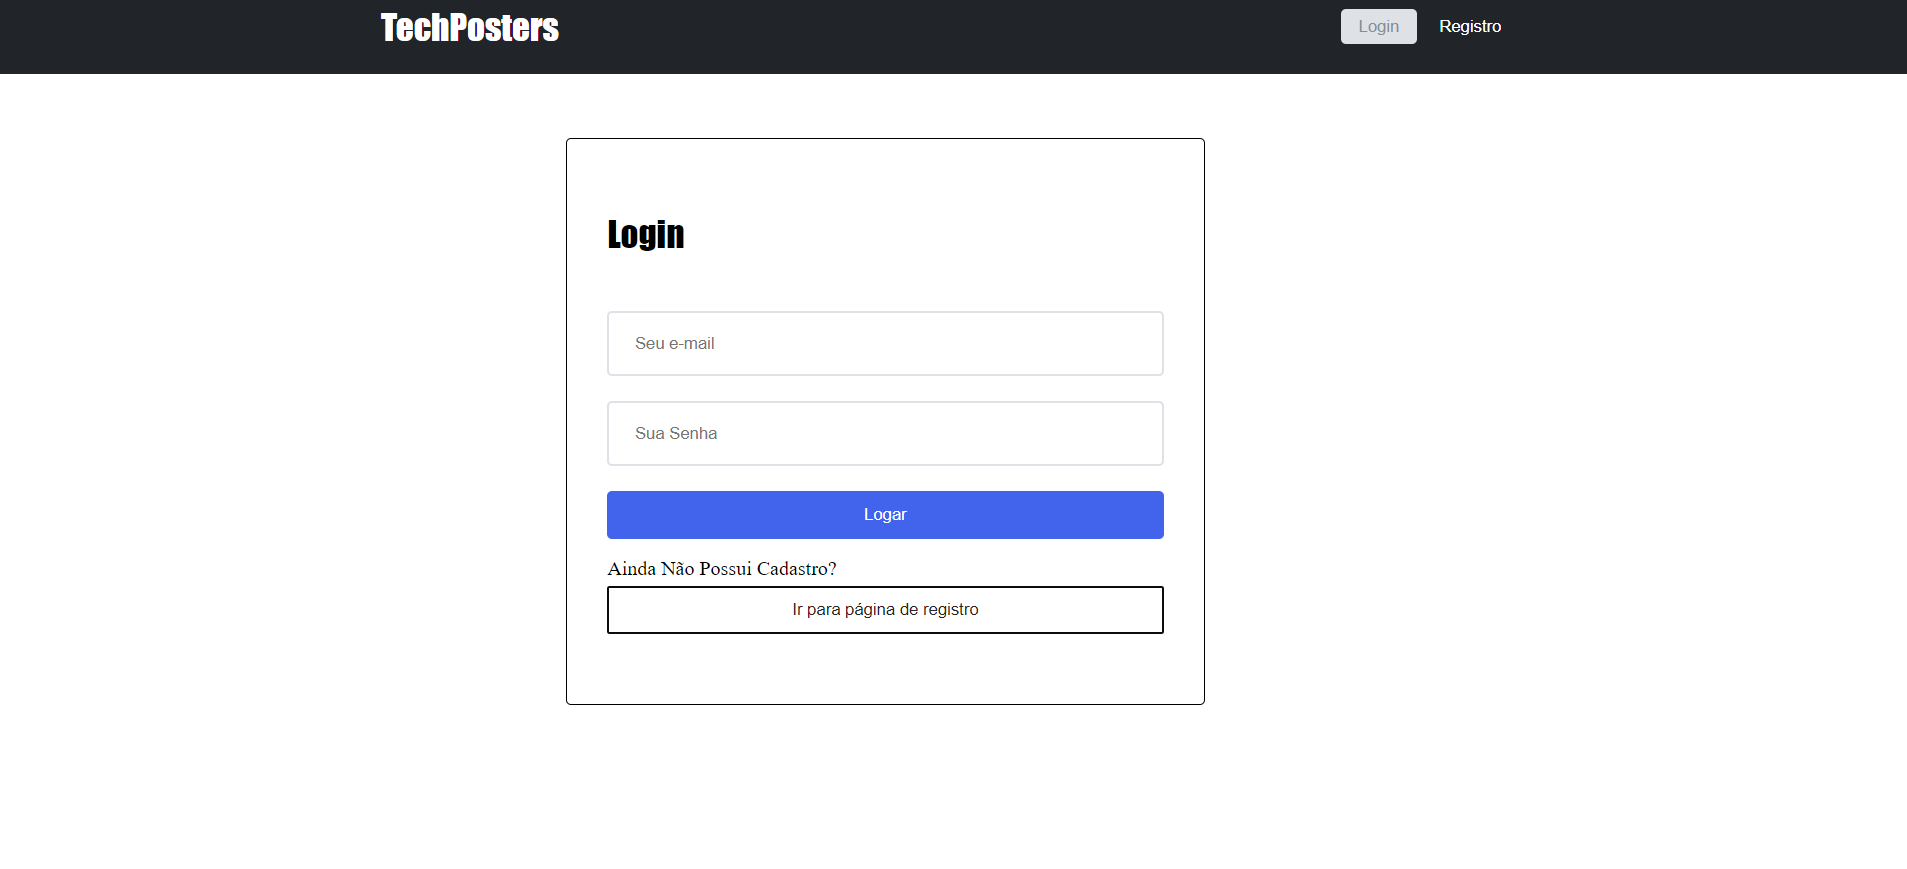 TechPosters
Login
Registro
Login
Seu e-mail
Sua Senha
Logar
Ainda Não Possui Cadastro?
Ir para página de registro